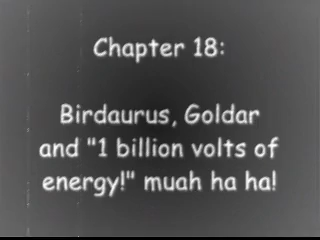 Chapter 18:
Birdaurus, Goldar
and "1 billion volts of
energy!" muah ha ha!